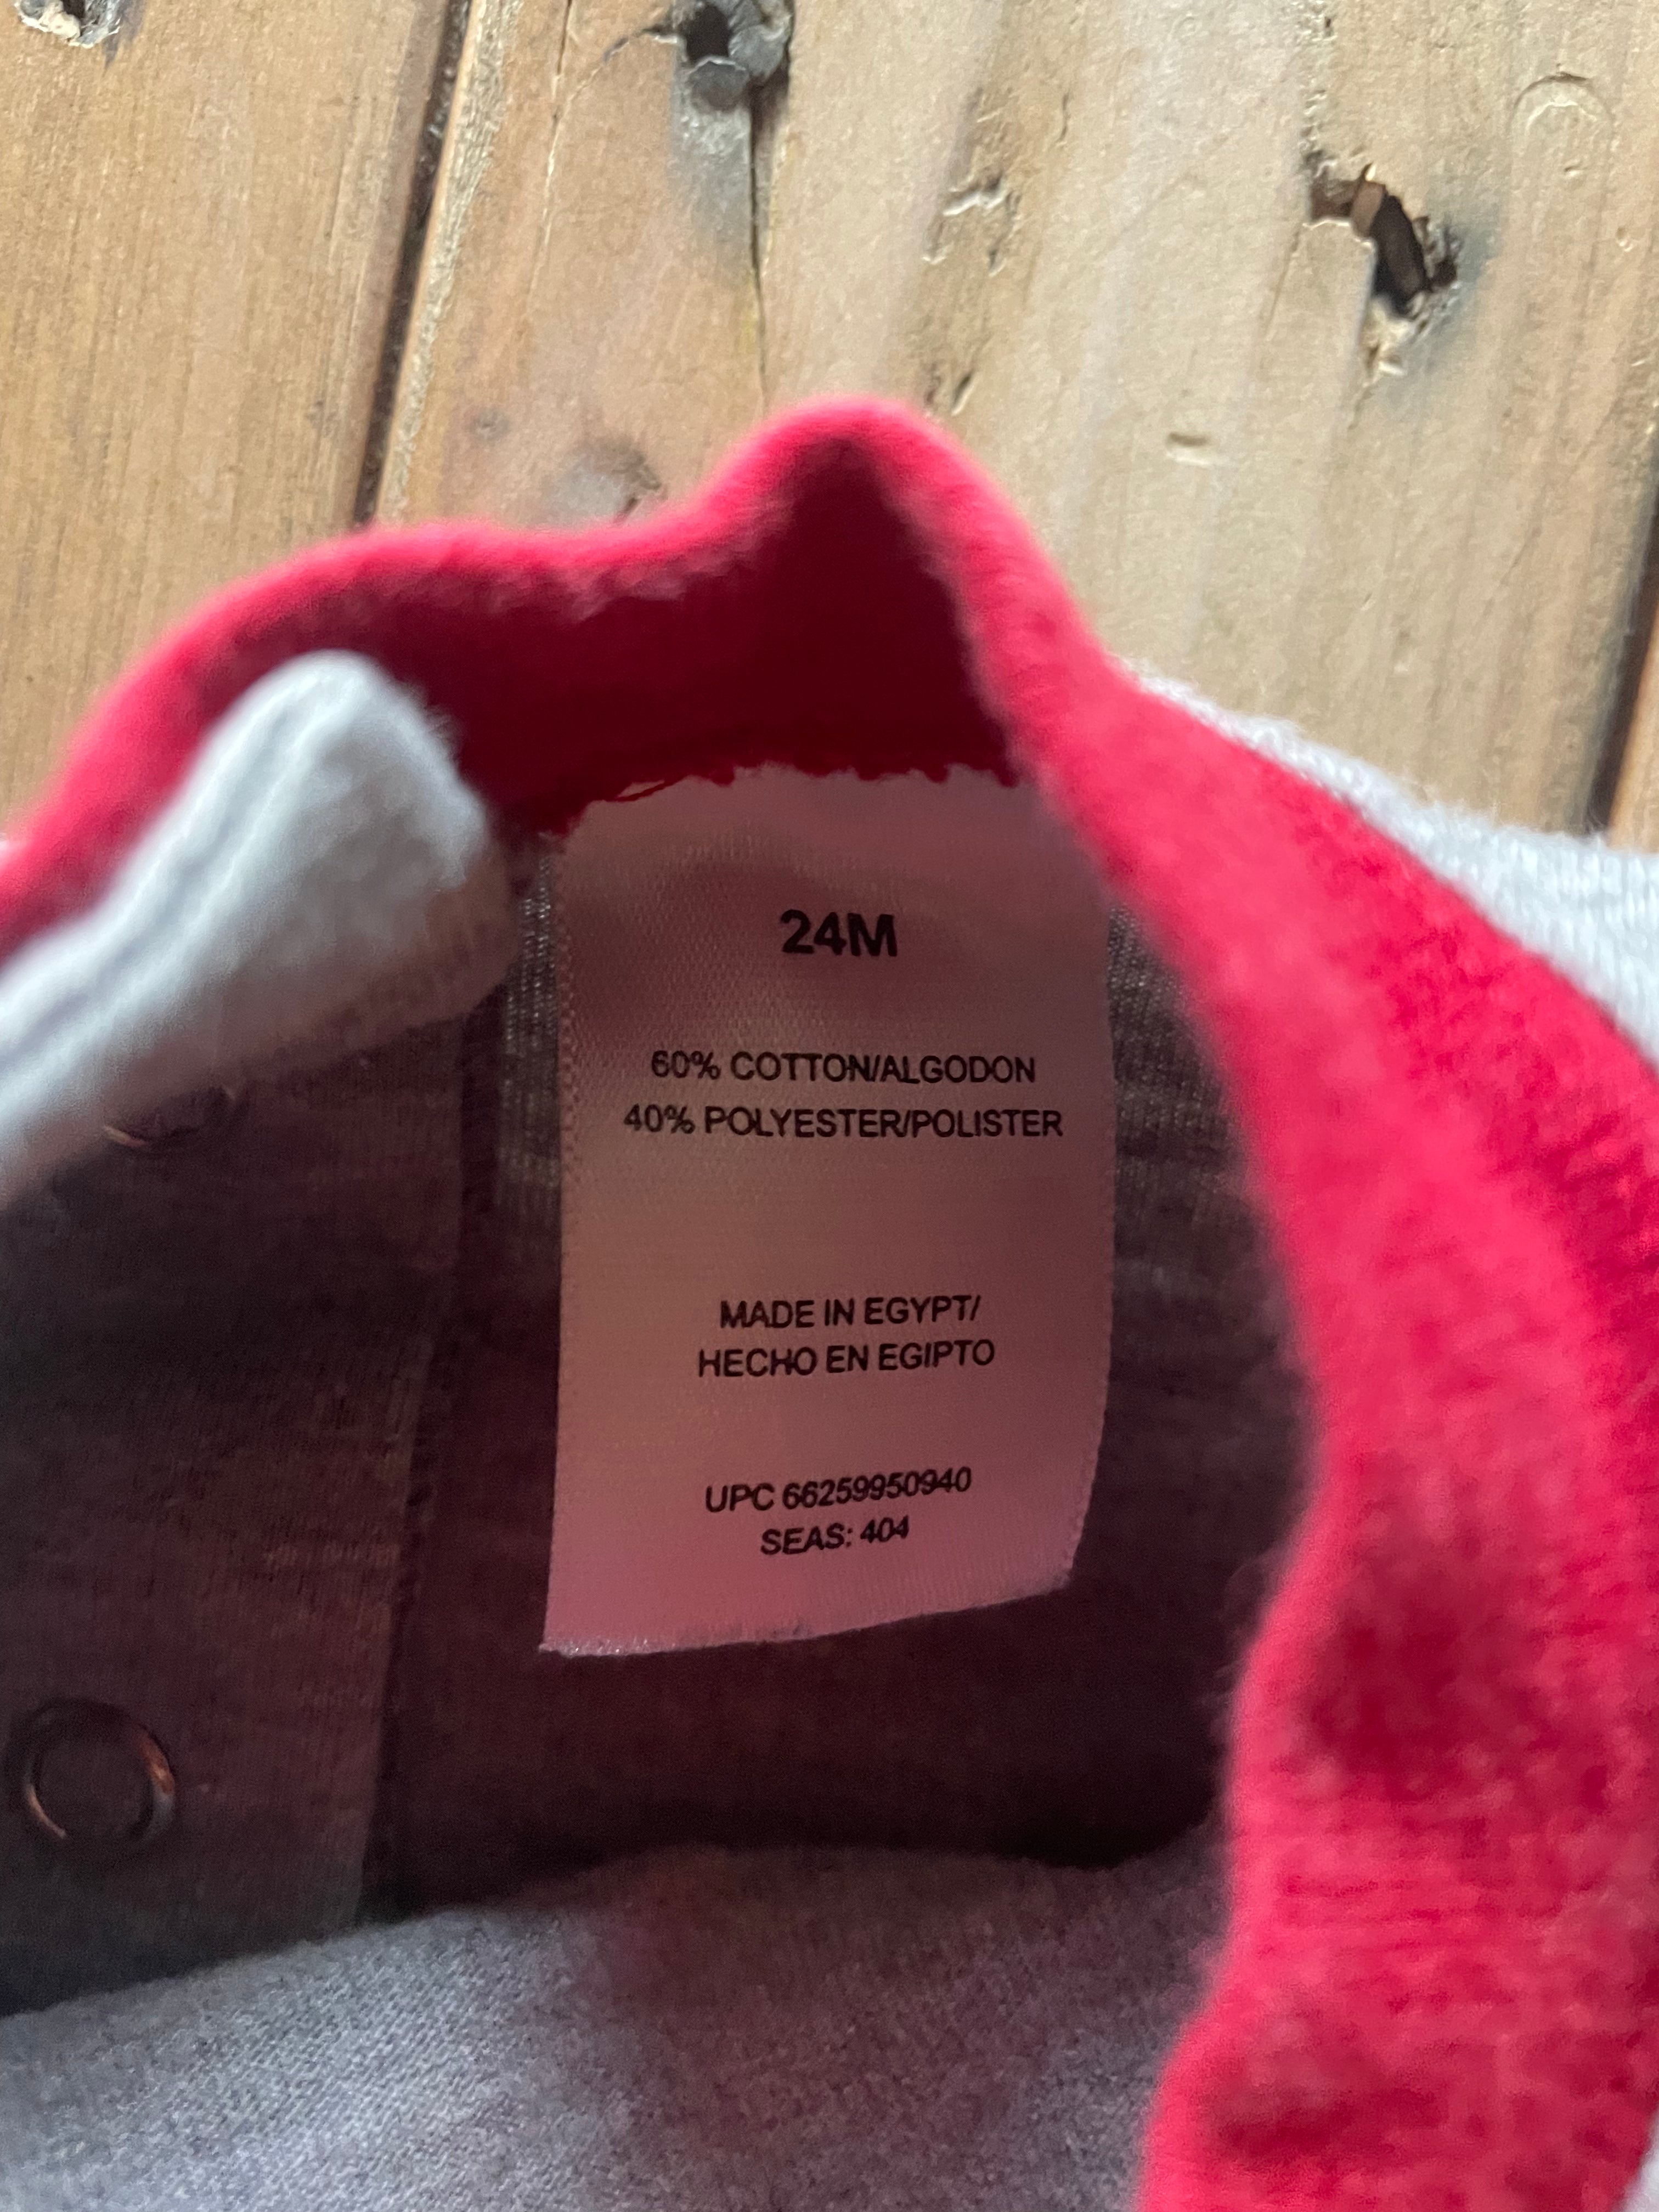 24M
60% COTTON/ALGODON
40% POLYESTER/POLISTER
MADE IN EGYPT/
HECHO EN EGIPTO
UPC 66259950940
SEAS: 404